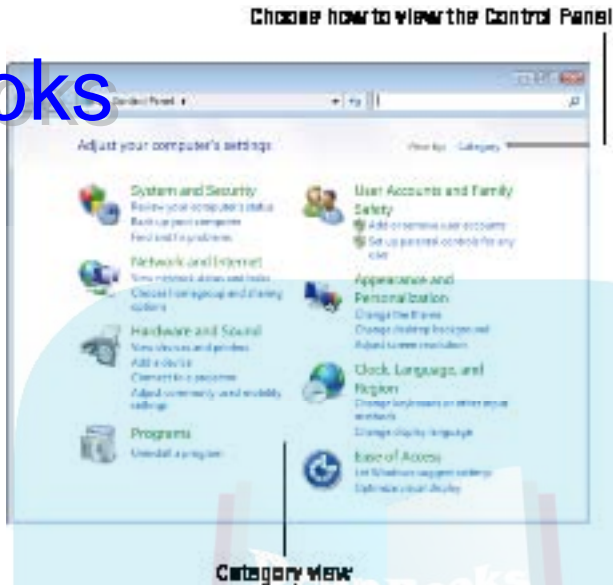 Choose how to view the Control Panel
oks
Control Panel
Adjust your computer's settings
View by: Category
System and Security
Review your computer's status
Back up your computer
Find and fix problems
Network and Internet
View network status and tasks
Choose homegroup and sharing
options
Hardware and Sound
View devices and printers
Add a device
Connect to a projector
Adjust commonly used mobility
settings
Programs
Uninstall a program
User Accounts and Family
Safety
Add or remove user accounts
Set up parental controls for any
user
Appearance and
Personalization
Change the theme
Change desktop background
Adjust screen resolution
Clock, Language, and
Region
Change keyboards or other input
methods
Change display language
Ease of Access
Let Windows suggest settings
Optimize visual display
Category view